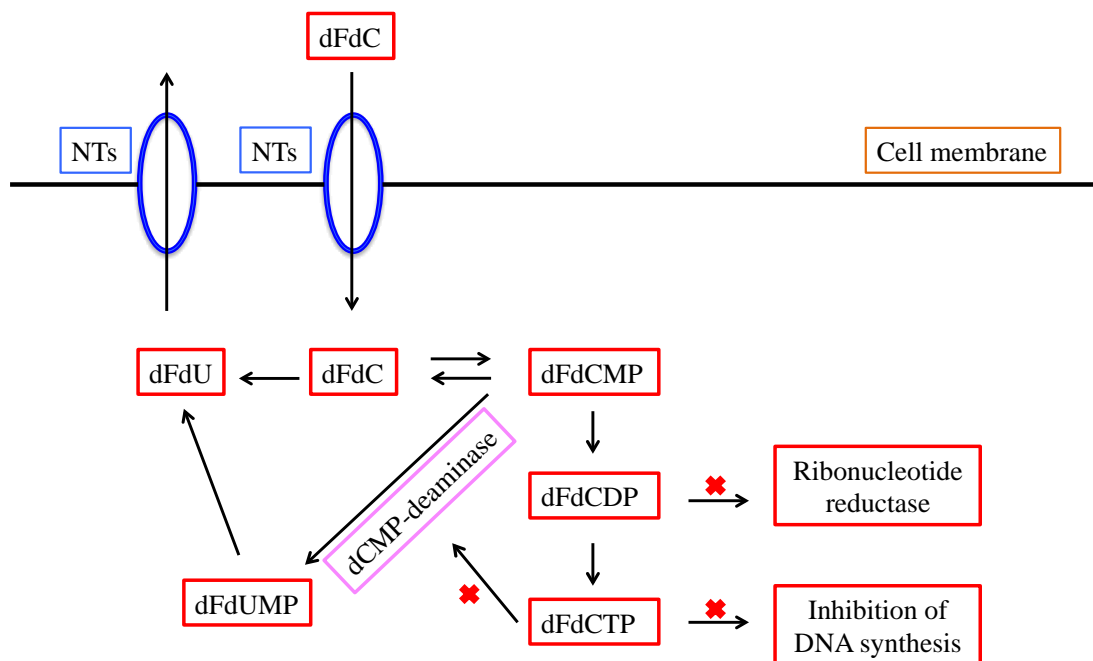 dFdC
NTs
NTs
Cell membrane
dFdU
dFdC
dFdCMP
dCMP-deaminase
dFdCDP
Ribonucleotide
reductase
dFdUMP
dFdCTP
Inhibition of
DNA synthesis